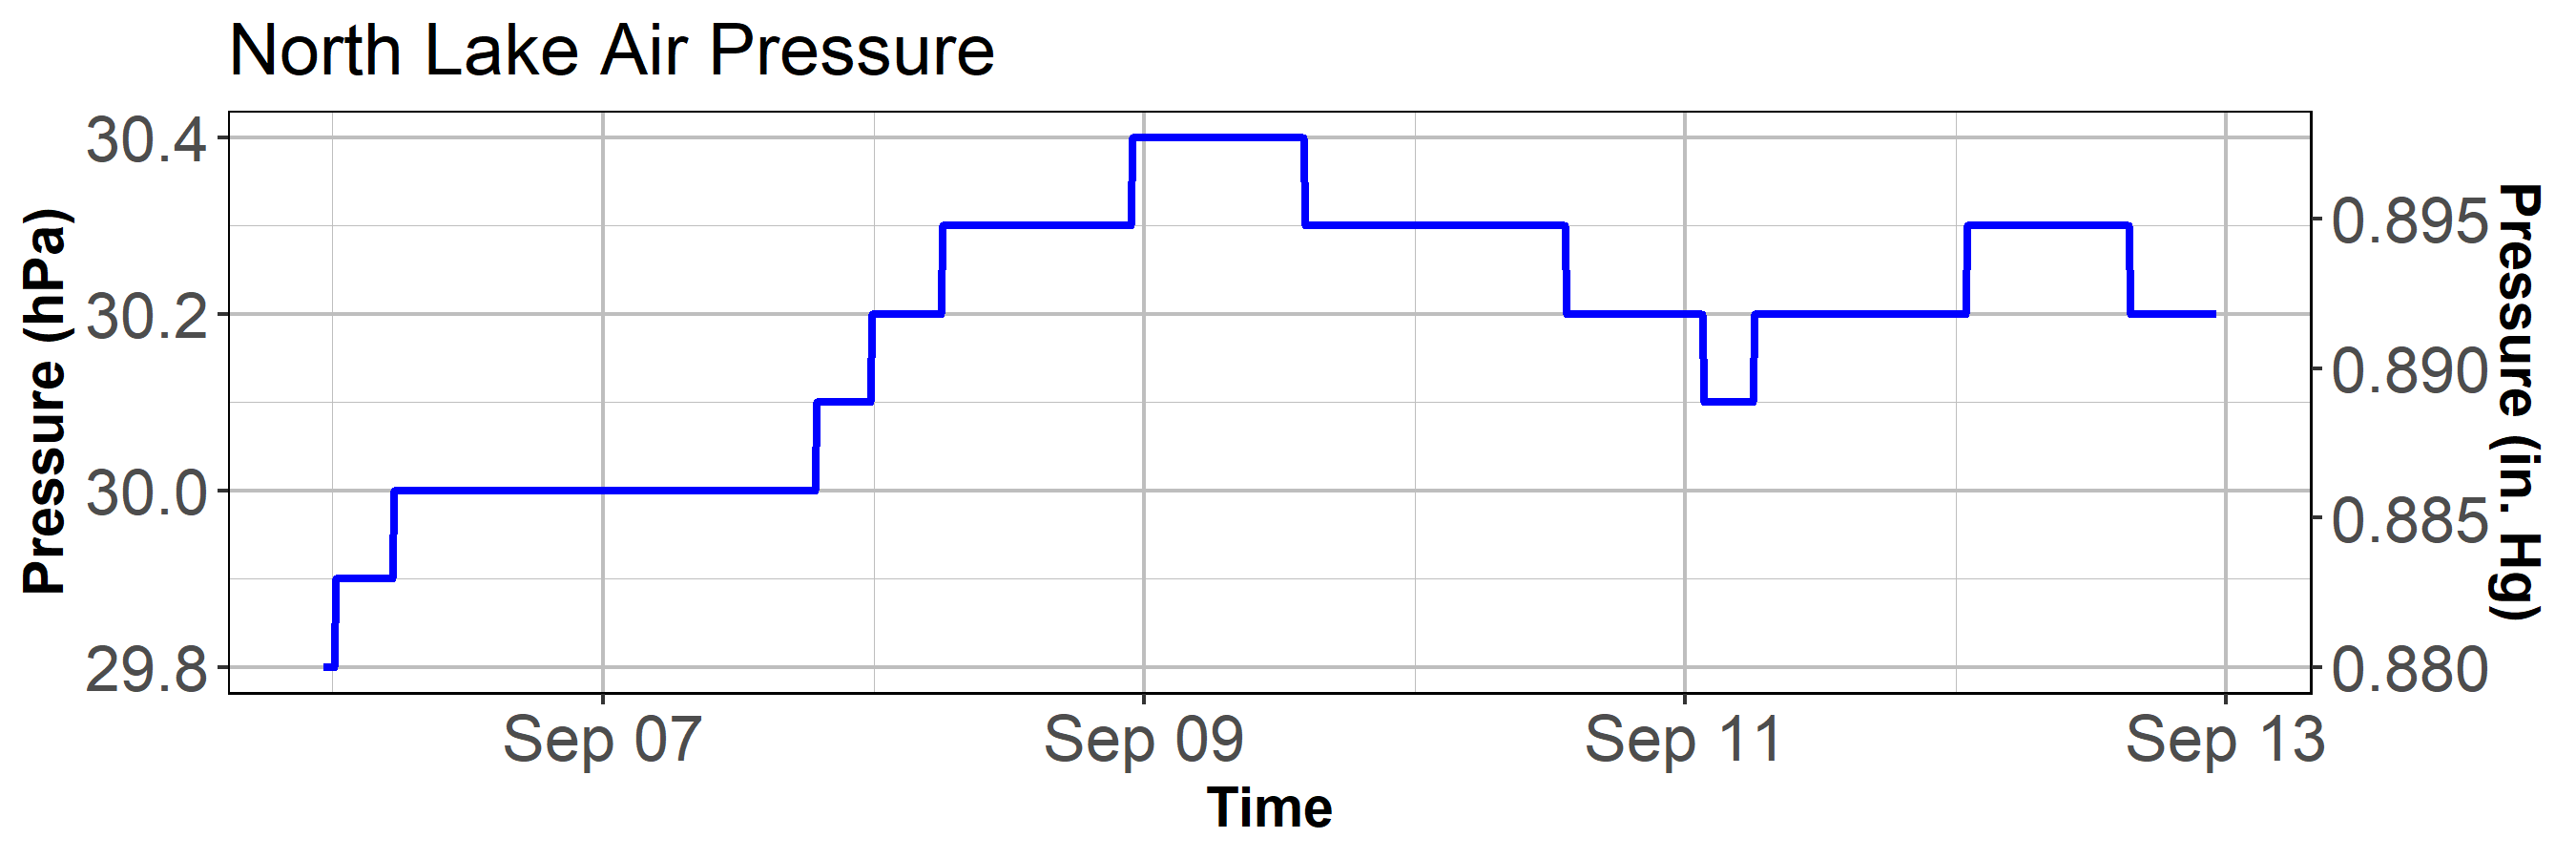 North Lake Air Pressure
Pressure (hPa)
30.4
30.2
30.0
29.8
0.895
0.890
0.885
0.880
Pressure (in. Hg)
Sep 07
Sep 09
Sep 11
Sep 13
Time